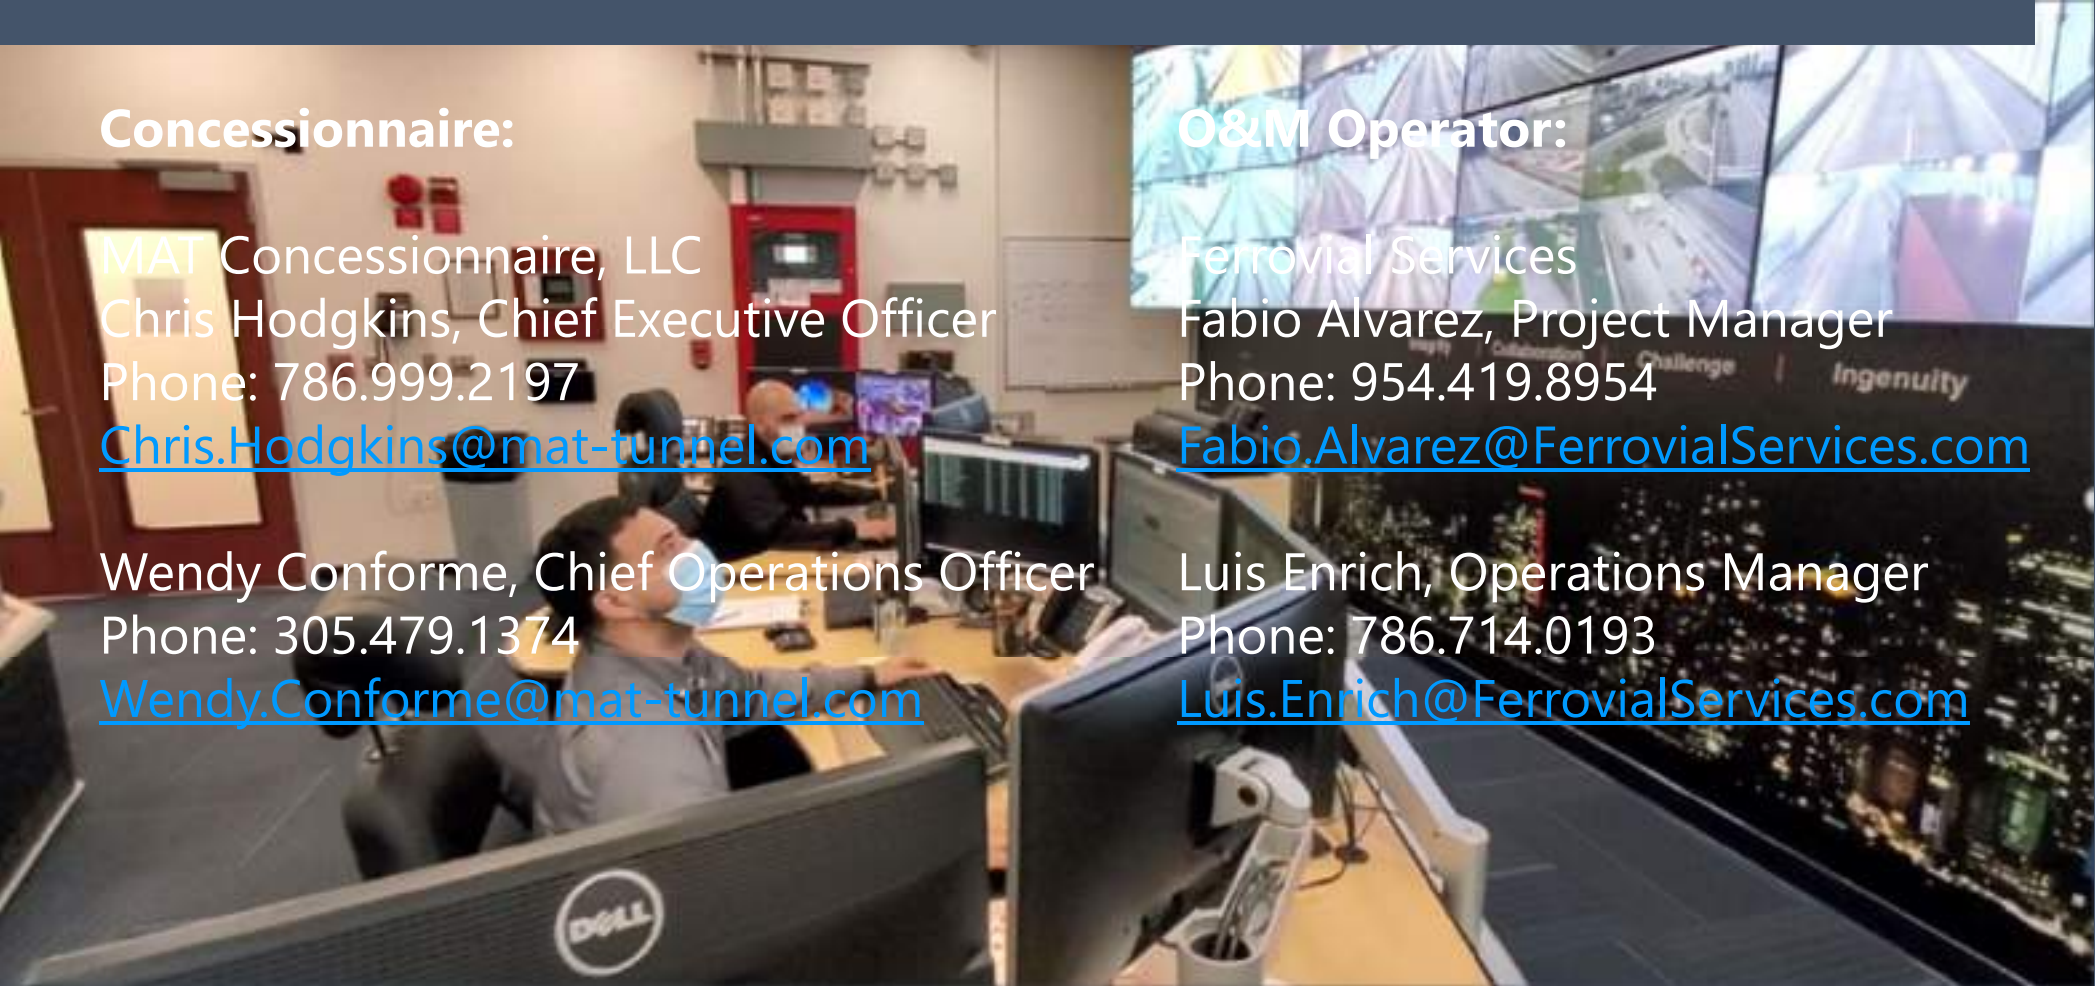 Concessionnaire:
MAT Concessionnaire, LLC
Chris Hodgkins, Chief Executive Officer
Phone: 786.999.2197
Chris.Hodgkins@mat-tunnel.com
Wendy Conforme, Chief Operations Officer
Phone: 305.479.1374
Wendy.Conforme@mat-tunnel.com
O&M Operator:
Ferrovial Services
Fabio Alvarez, Project Manager
Phone: 954.419.8954
Fabio.Alvarez@FerrovialServices.com
Luis Enrich, Operations Manager
Phone: 786.714.0193
Luis.Enrich@FerrovialServices.com
Collaboration | Challenge | Ingenuity
DELL